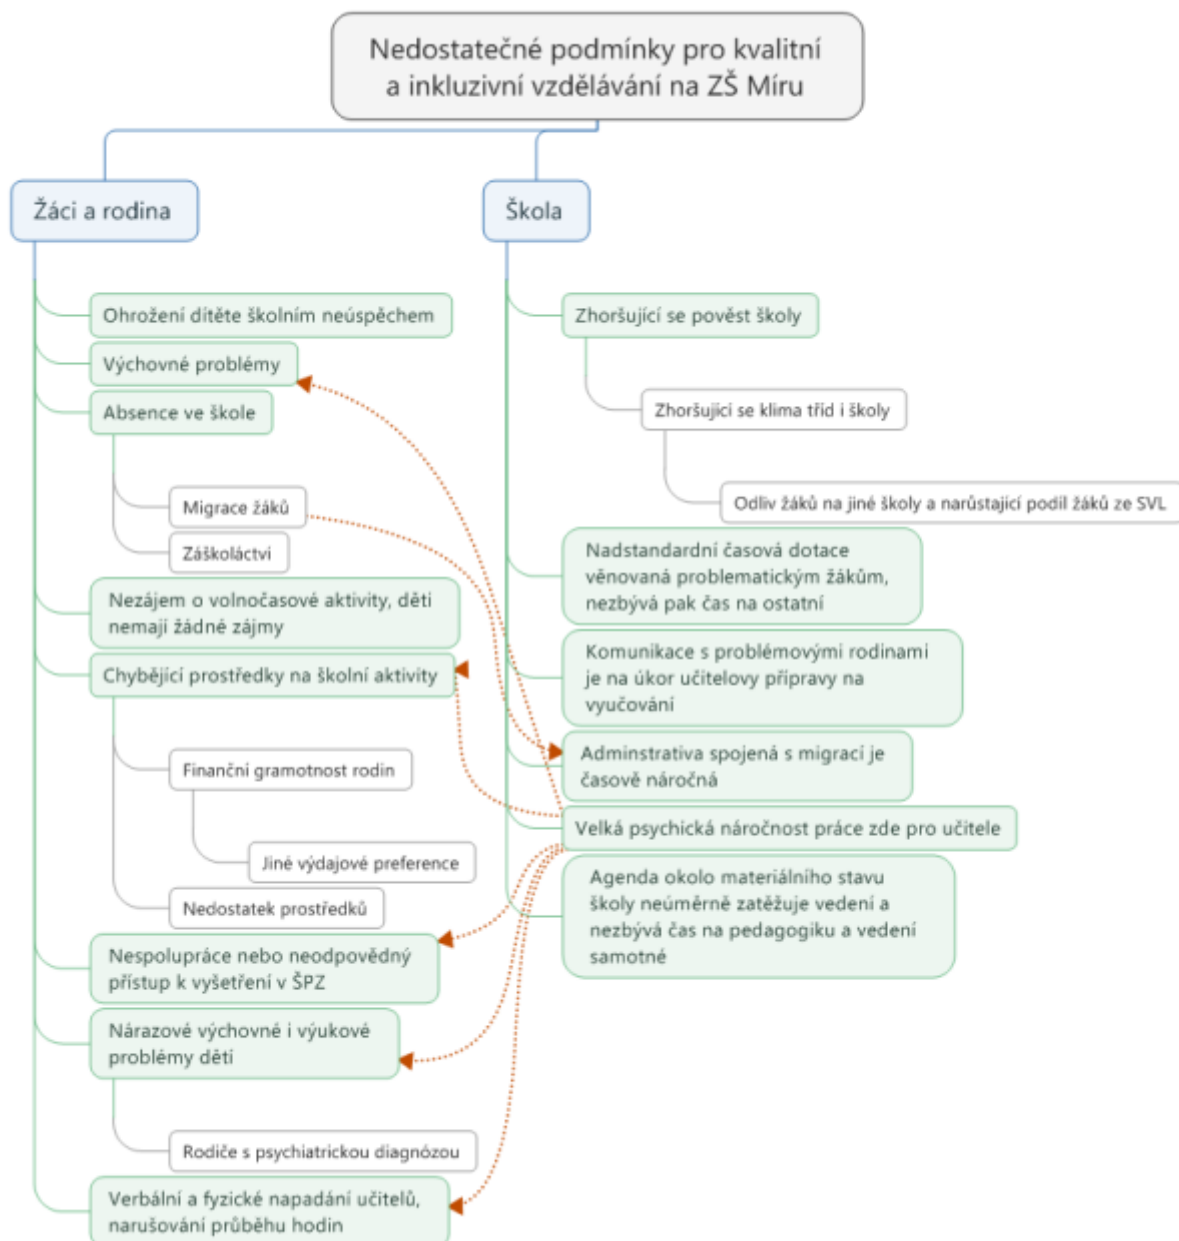 Nedostatečné podmínky pro kvalitní
a inkluzivní vzdělávání na ZŠ Míru
Žáci a rodina
Ohrožení dítěte školním neúspěchem
Výchovné problémy
Absence ve škole
Migrace žáků
Záškoláctví
Nezájem o volnočasové aktivity, děti
nemají žádné zájmy
Chybějící prostředky na školní aktivity
Finanční gramotnost rodin
Jiné výdajové preference
Nedostatek prostředků
Nespolupráce nebo neodpovědný
přístup k vyšetření v ŠPZ
Nárazové výchovné i výukové
problémy dětí
Rodiče s psychiatrickou diagnózou
Verbální a fyzické napadání učitelů,
narušování průběhu hodin
Škola
Zhoršující se pověst školy
Zhoršující se klima tříd i školy
Odliv žáků na jiné školy a narůstající podíl žáků ze SVL
Nadstandardní časová dotace
věnovaná problematickým žákům,
nezbývá pak čas na ostatní
Komunikace s problémovými rodinami
je na úkor učitelovy přípravy na
vyučování
Adminstrativa spojená s migrací je
časově náročná
Velká psychická náročnost práce zde pro učitele
Agenda okolo materiálního stavu
školy neúměrně zatěžuje vedení a
nezbývá čas na pedagogiku a vedení
samotné